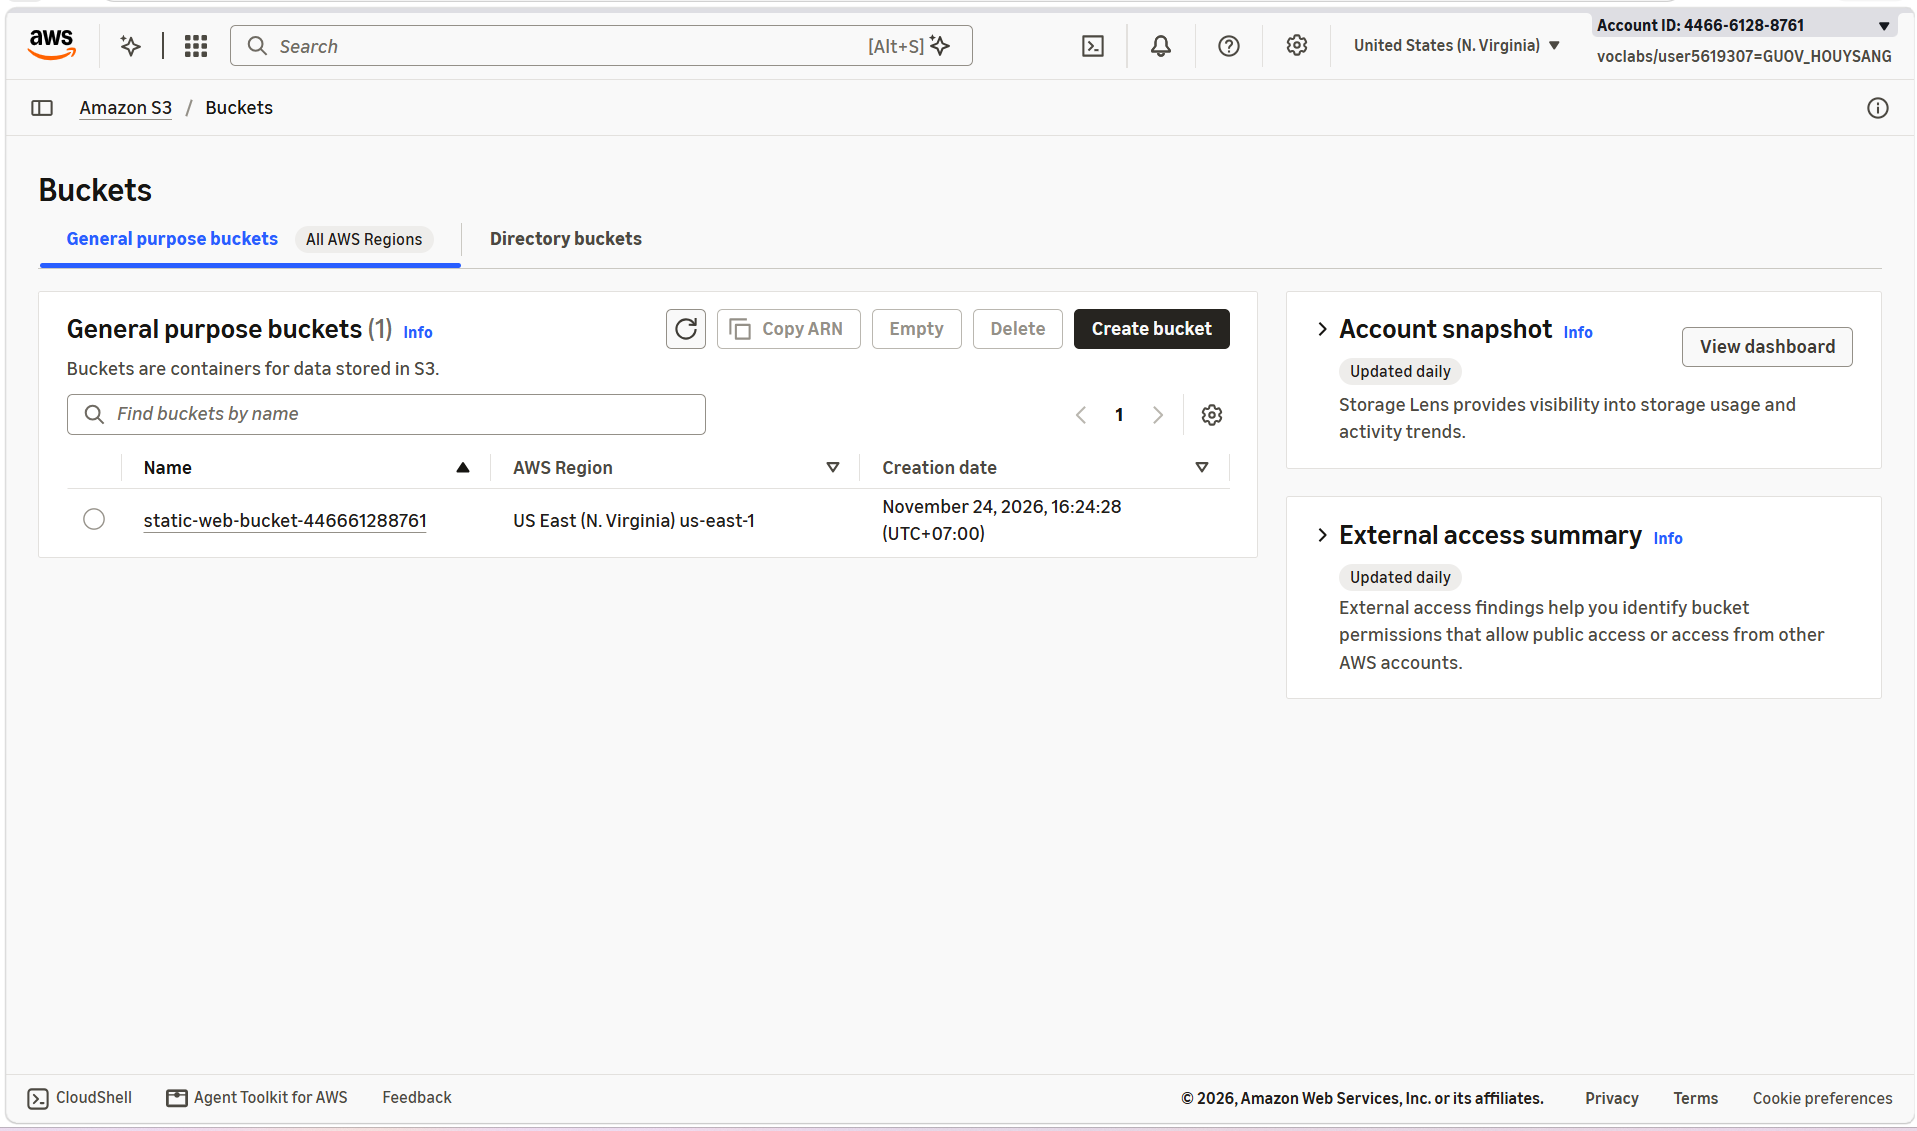 aws
Search
[Alt+S]
United States (N. Virginia)
Account ID: 4466-6128-8761
voclabs/user5619307=GUOV_HOUYSANG
Amazon S3 / Buckets
Buckets
General purpose buckets
All AWS Regions
Directory buckets
General purpose buckets (1) Info
Copy ARN
Empty
Delete
Create bucket
Buckets are containers for data stored in S3.
Find buckets by name
1
Name
AWS Region
Creation date
static-web-bucket-446661288761
US East (N. Virginia) us-east-1
November 24, 2026, 16:24:28
(UTC+07:00)
Account snapshot Info
View dashboard
Updated daily
Storage Lens provides visibility into storage usage and
activity trends.
External access summary Info
Updated daily
External access findings help you identify bucket
permissions that allow public access or access from other
AWS accounts.
CloudShell
Agent Toolkit for AWS
Feedback
© 2026, Amazon Web Services, Inc. or its affiliates.
Privacy
Terms
Cookie preferences